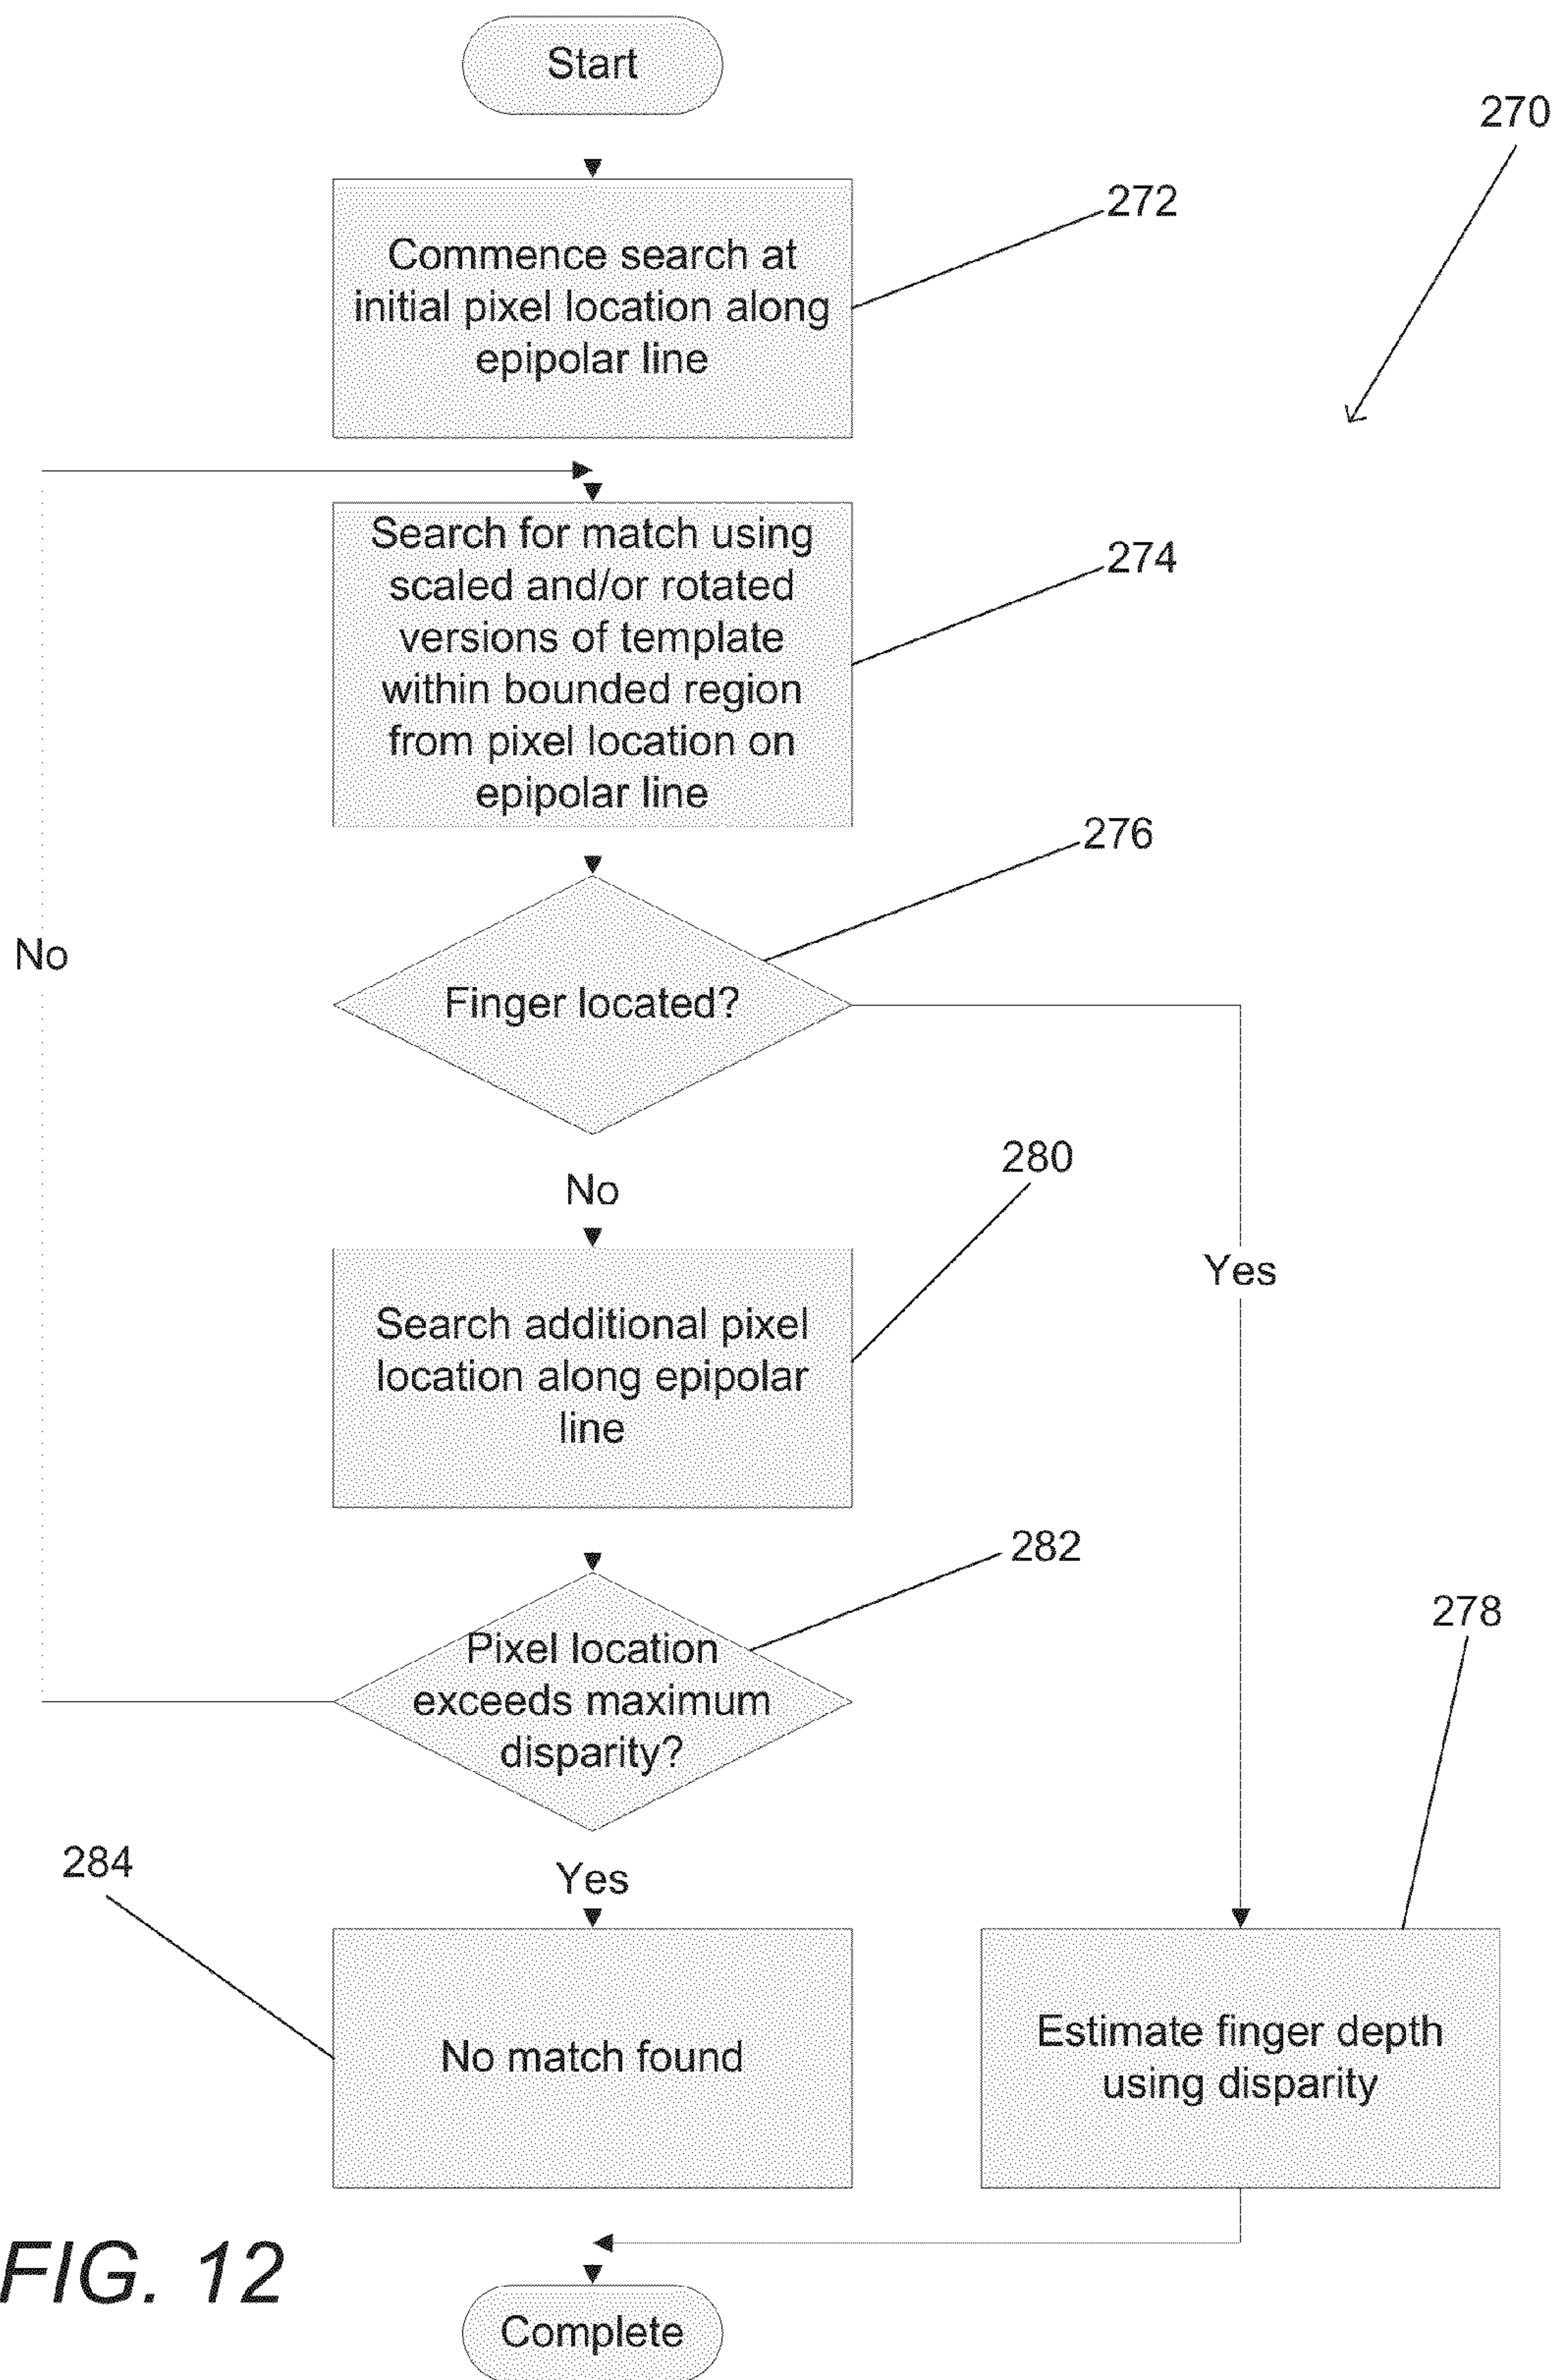 Start
270
272
Commence search at
initial pixel location along
epipolar line
Search for match using
scaled and/or rotated
versions of template
within bounded region
from pixel location on
epipolar line
274
276
No
Finger located?
No
280
Yes
Search additional pixel
location along epipolar
line
282
Pixel location
exceeds maximum
disparity?
278
284
Yes
No match found
Estimate finger depth
using disparity
FIG. 12
Complete